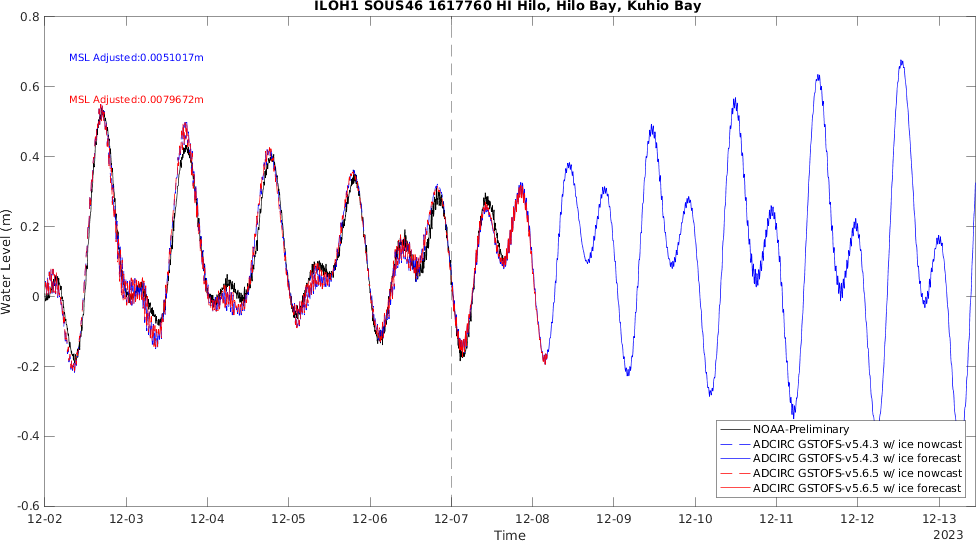 ILOH1 SOUS46 1617760 HI Hilo, Hilo Bay, Kuhio Bay
0.8
MSL Adjusted:0.0051017m
0.6
MSL Adjusted:0.0079672m
0.4
0.2
0
-0.2
-0.4
-0.6
Water Level (m)
NOAA-Preliminary
ADCIRC GSTOFS-v5.4.3 w/ ice nowcast
ADCIRC GSTOFS-v5.4.3 w/ ice forecast
ADCIRC GSTOFS-v5.6.5 w/ ice nowcast
ADCIRC GSTOFS-v5.6.5 w/ ice forecast
12-02 12-03 12-04 12-05 12-06 12-07 12-08 12-09 12-10 12-11 12-12 12-13
Time 2023